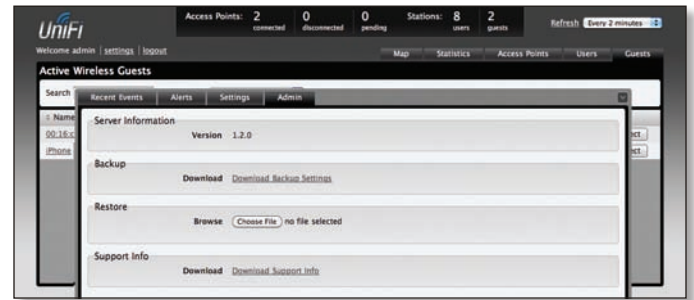 UniFi
Access Points: 2 connected 0 disconnected 0 pending Stations: 8 users 2 guests Refresh Every 2 minutes
Welcome admin | settings | logout
Map Statistics Access Points Users Guests
Active Wireless Guests
Search
Recent Events Alerts Settings Admin
Name
Server Information
Version 1.2.0
00:16:c
iPhone
Backup
Download Download Backup Settings
Restore
Browse Choose File no file selected
Support Info
Download Download Support Info